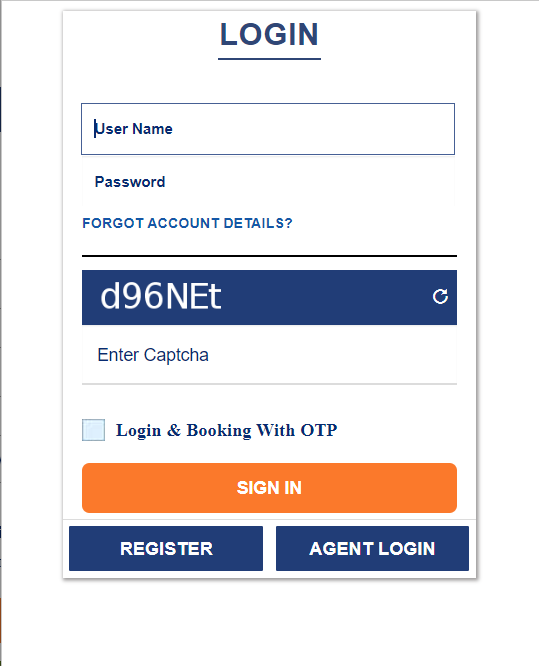 LOGIN
User Name
Password
FORGOT ACCOUNT DETAILS?
d96NEt
Enter Captcha
Login & Booking With OTP
SIGN IN
REGISTER AGENT LOGIN